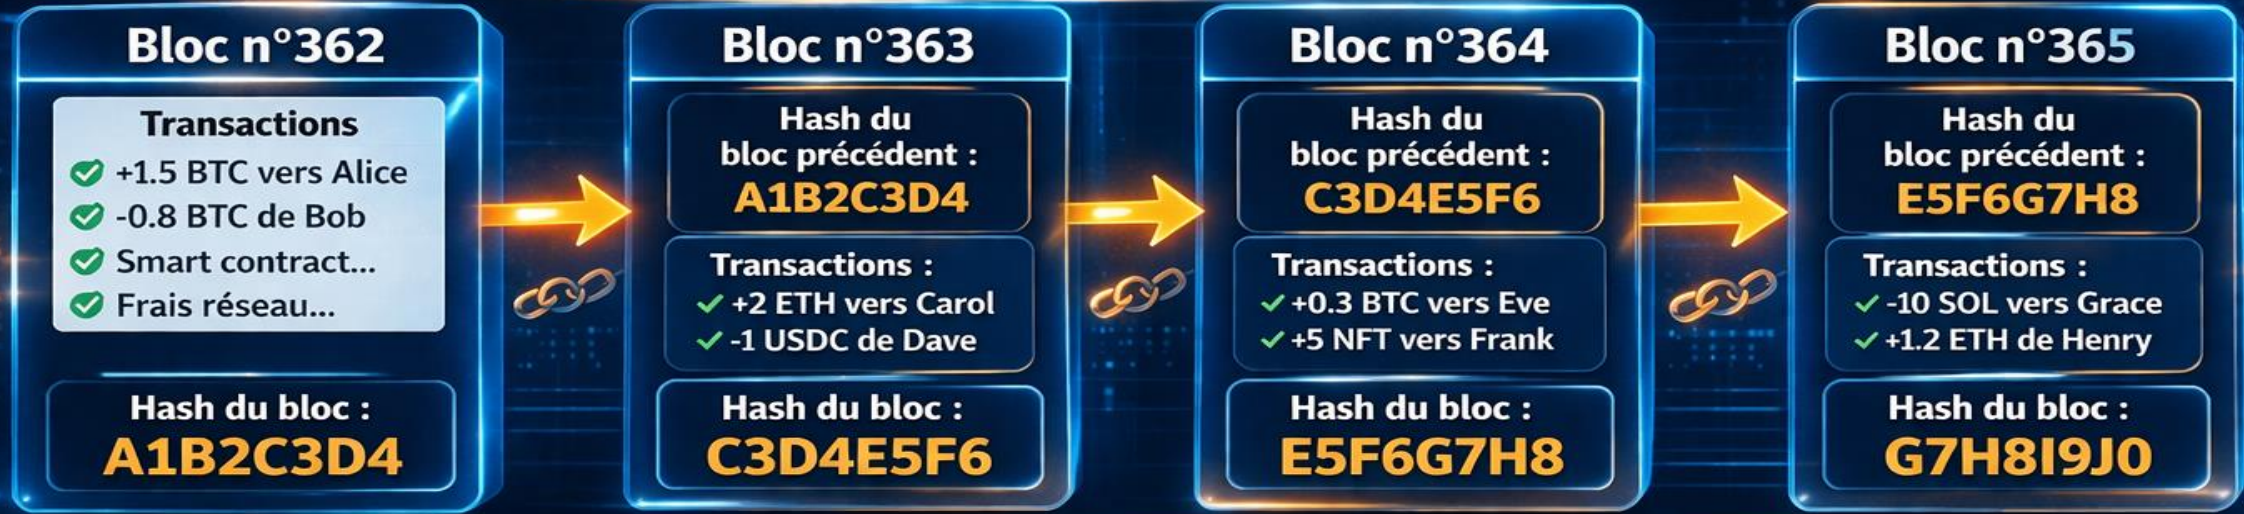 Bloc n°362
Transactions
+1.5 BTC vers Alice
-0.8 BTC de Bob
Smart contract...
Frais réseau...
Hash du bloc :
A1B2C3D4
Bloc n°363
Hash du
bloc précédent :
A1B2C3D4
Transactions :
+2 ETH vers Carol
-1 USDC de Dave
Hash du bloc :
C3D4E5F6
Bloc n°364
Hash du
bloc précédent :
C3D4E5F6
Transactions :
+0.3 BTC vers Eve
+5 NFT vers Frank
Hash du bloc :
E5F6G7H8
Bloc n°365
Hash du
bloc précédent :
E5F6G7H8
Transactions :
-10 SOL vers Grace
+1.2 ETH de Henry
Hash du bloc :
G7H8I9J0